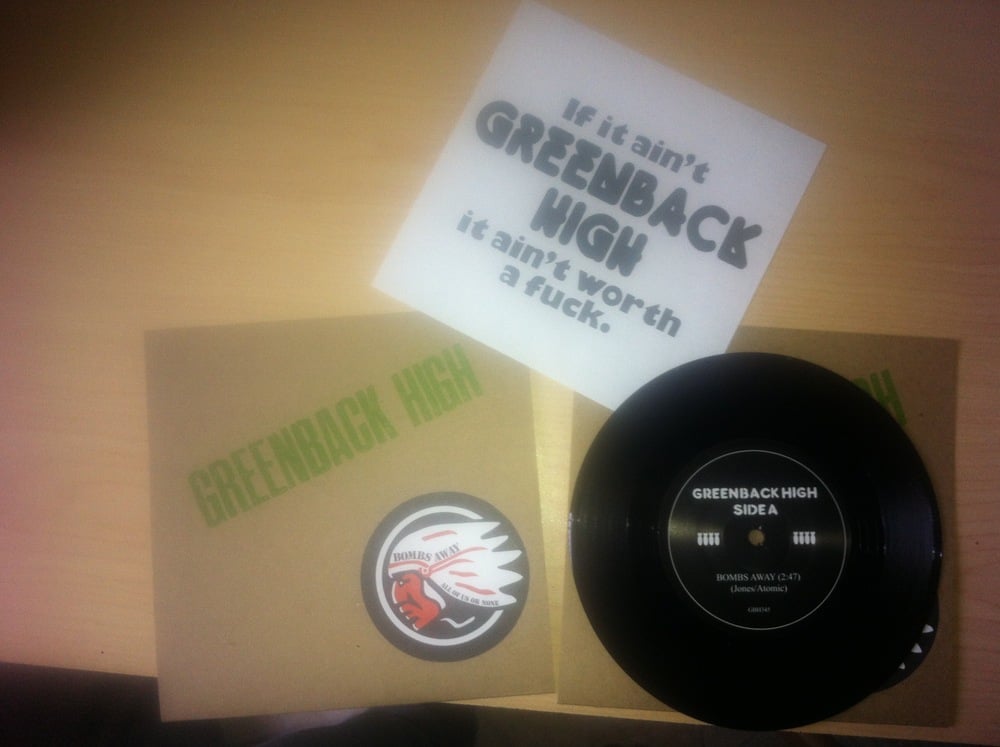 If it ain't
GREENBACK
HIGH
it ain't worth
a fuck.
GREENBACK HIGH
BOMBS AWAY
ALL OF US OR NONE
GREENBACK HIGH
SIDE A
BOMBS AWAY (2:47)
(Jones/Atomic)